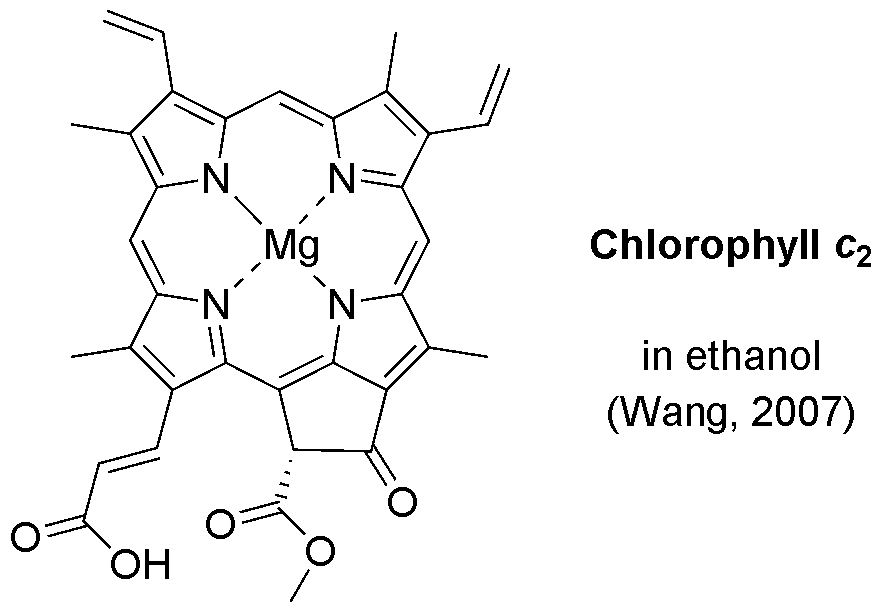 N
N
Mg
Chlorophyll c₂
N
N
in ethanol
(Wang, 2007)
O
O
O
O
OH